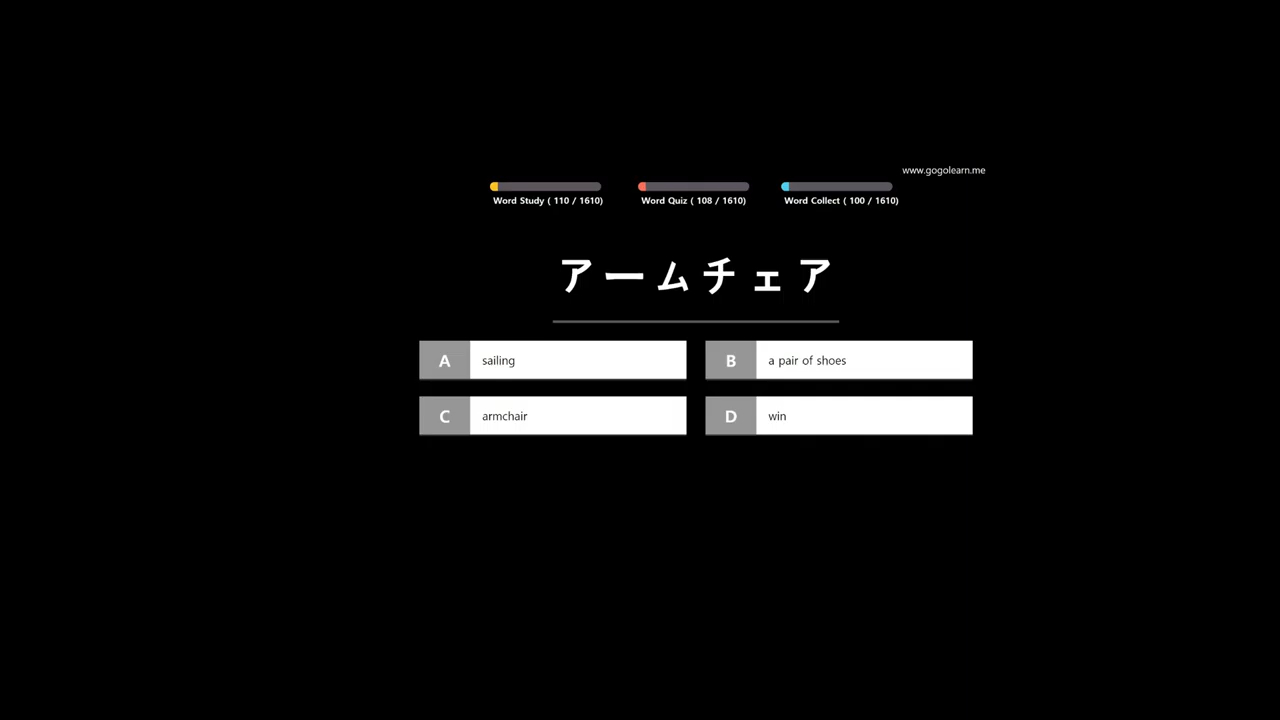 www.gogolearn.me
Word Study ( 110 / 1610)
Word Quiz ( 108 / 1610)
Word Collect ( 100 / 1610)
アームチェア
A sailing
B a pair of shoes
C armchair
D win